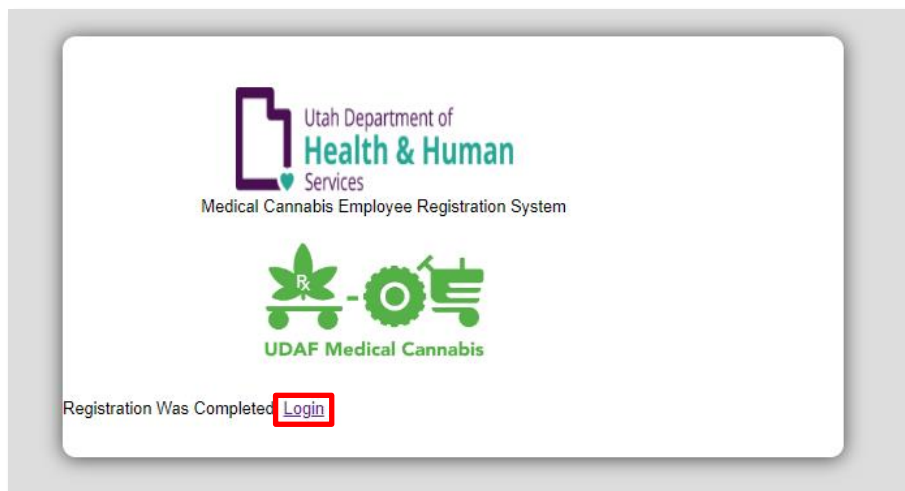 Utah Department of
Health & Human
Services
Medical Cannabis Employee Registration System
Rx
UDAF Medical Cannabis
Registration Was Completed Login